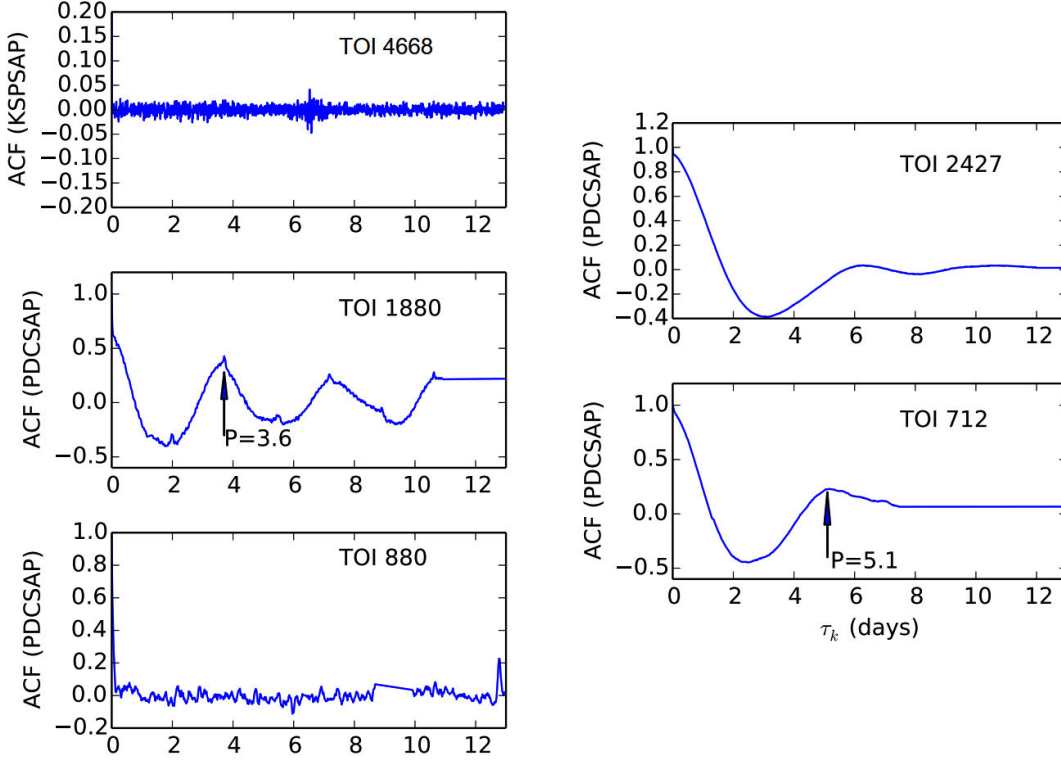 TOI 4668
ACF (KSPSAP)
0.20
0.15
0.10
0.05
0.00
−0.05
−0.10
−0.15
−0.20
0 2 4 6 8 10 12
TOI 1880
ACF (PDCSAP)
1.0
0.5
0.0
−0.5
P=3.6
0 2 4 6 8 10 12
TOI 880
ACF (PDCSAP)
1.0
0.8
0.6
0.4
0.2
0.0
−0.2
0 2 4 6 8 10 12
TOI 2427
ACF (PDCSAP)
1.2
1.0
0.8
0.6
0.4
0.2
0.0
−0.2
−0.4
0 2 4 6 8 10 12
TOI 712
ACF (PDCSAP)
1.0
0.5
0.0
−0.5
P=5.1
0 2 4 6 8 10 12
τk (days)